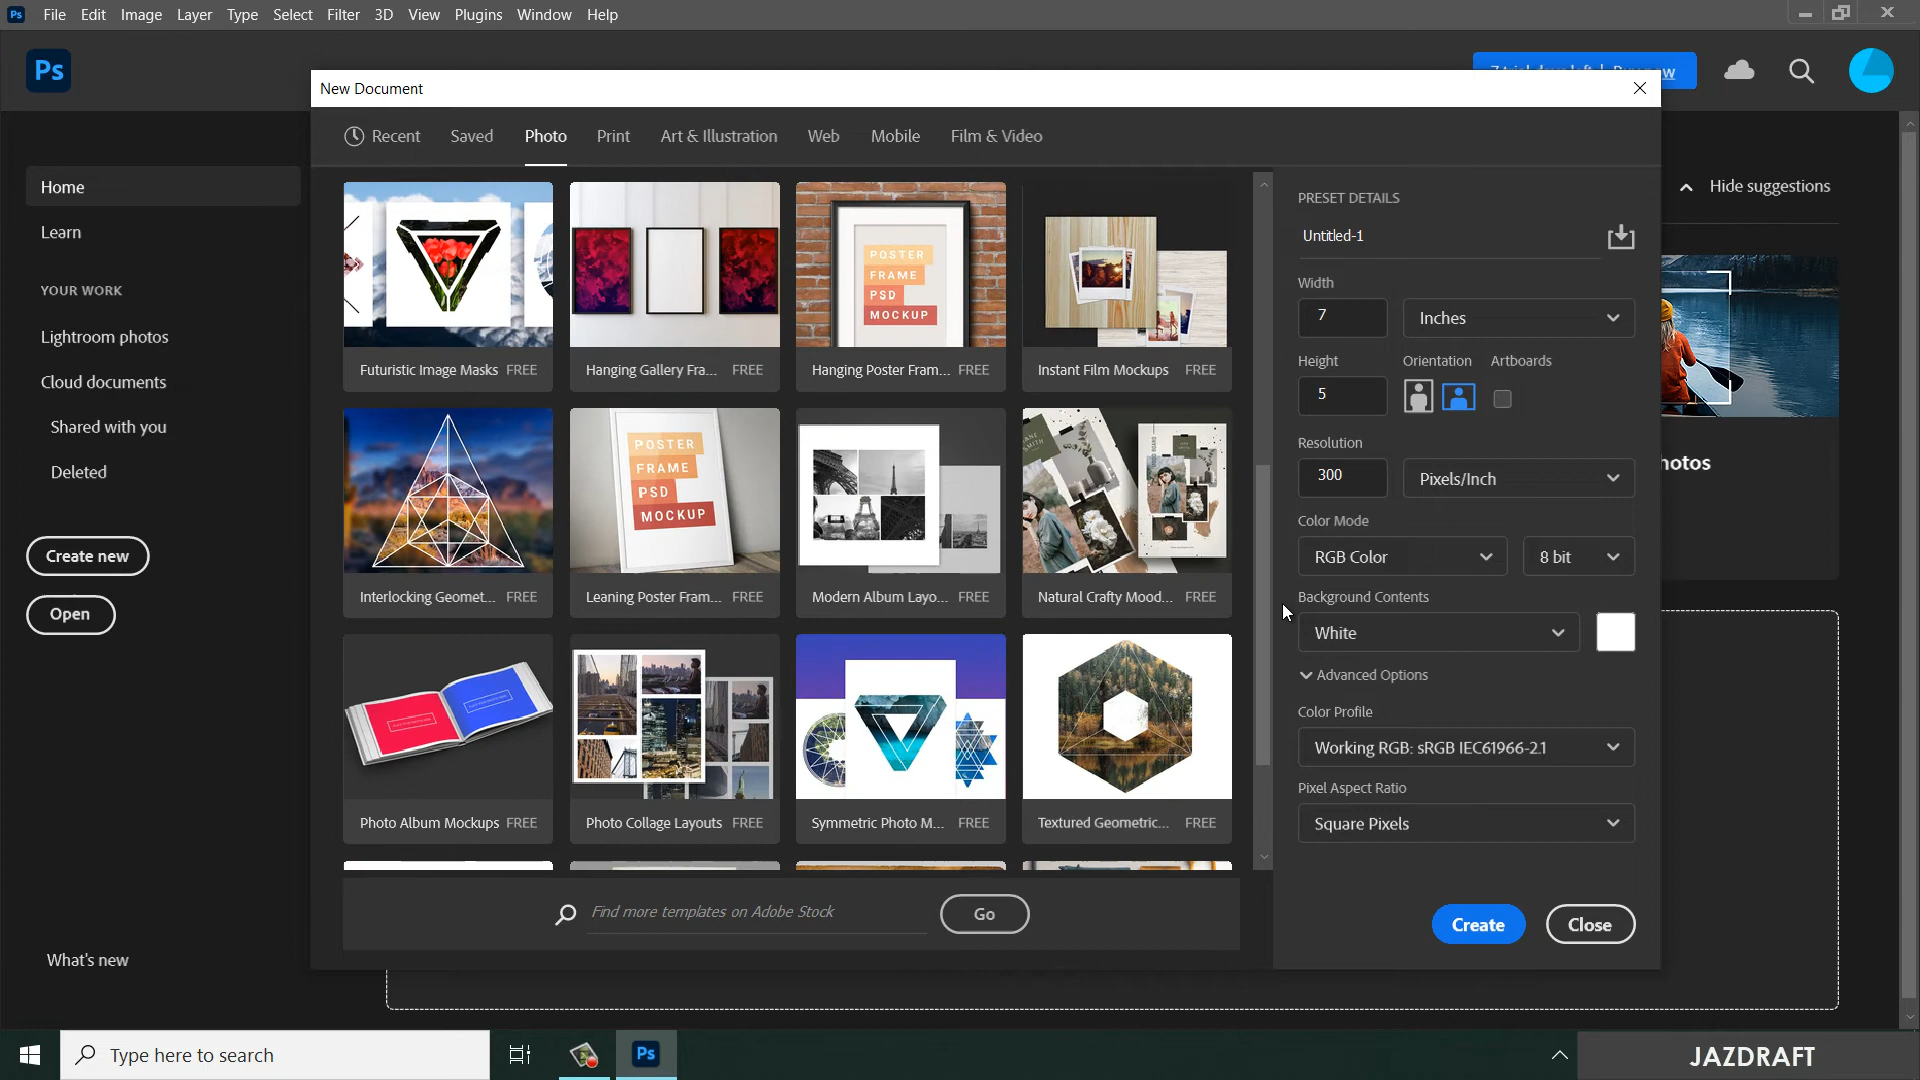 Ps File Edit Image Layer Type Select Filter 3D View Plugins Window Help
Ps
New Document
Recent Saved Photo Print Art & Illustration Web Mobile Film & Video
Home
Learn
YOUR WORK
Lightroom photos
Cloud documents
Shared with you
Deleted
Create new
Open
What's new
POSTER
FRAME
PSD
MOCKUP
Futuristic Image Masks FREE
Hanging Gallery Fra... FREE
Hanging Poster Fram... FREE
Instant Film Mockups FREE
POSTER
FRAME
PSD
MOCKUP
Interlocking Geomet... FREE
Leaning Poster Fram... FREE
Modern Album Layo... FREE
Natural Crafty Mood... FREE
Photo Album Mockups FREE
Photo Collage Layouts FREE
Symmetric Photo M... FREE
Textured Geometric... FREE
Find more templates on Adobe Stock
Go
PRESET DETAILS
Untitled-1
Width
7 Inches
Height Orientation Artboards
5
Resolution
300 Pixels/Inch
Color Mode
RGB Color 8 bit
Background Contents
White
Advanced Options
Color Profile
Working RGB: sRGB IEC61966-2.1
Pixel Aspect Ratio
Square Pixels
Create Close
Hide suggestions
Type here to search
Ps
JAZDRAFT